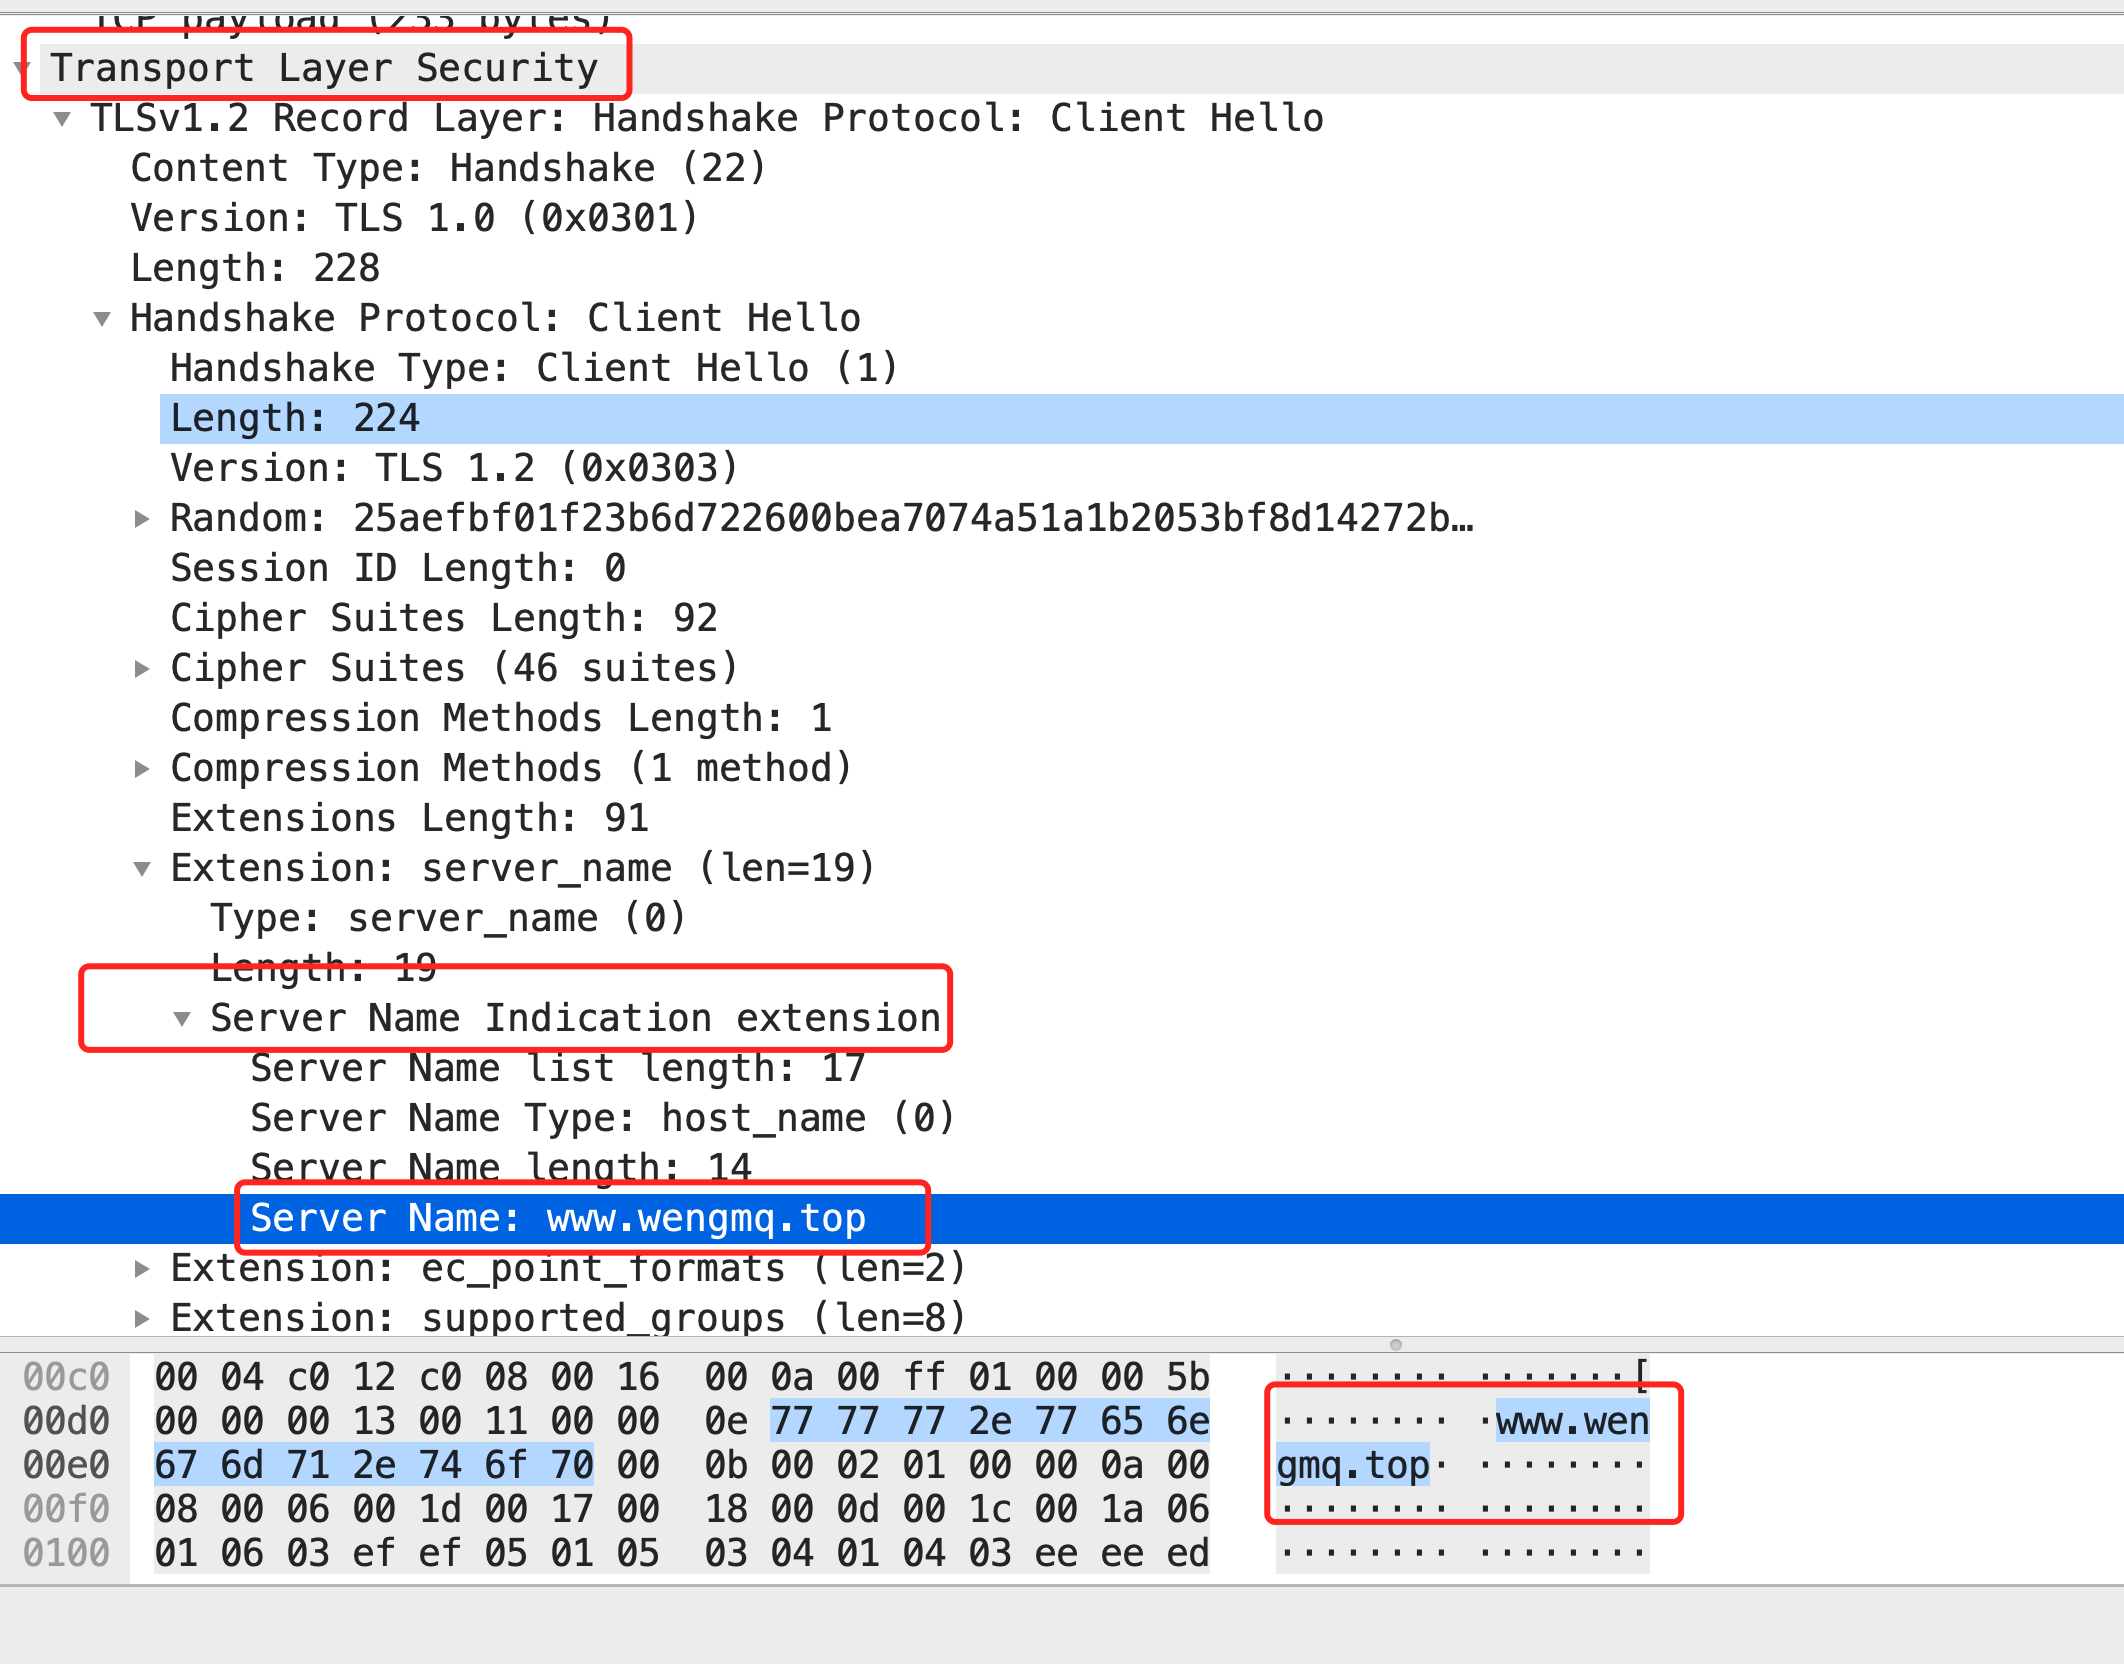 TCP payload (233 bytes)
Transport Layer Security
TLSv1.2 Record Layer: Handshake Protocol: Client Hello
Content Type: Handshake (22)
Version: TLS 1.0 (0x0301)
Length: 228
Handshake Protocol: Client Hello
Handshake Type: Client Hello (1)
Length: 224
Version: TLS 1.2 (0x0303)
Random: 25aefbf01f23b6d722600bea7074a51a1b2053bf8d14272b…
Session ID Length: 0
Cipher Suites Length: 92
Cipher Suites (46 suites)
Compression Methods Length: 1
Compression Methods (1 method)
Extensions Length: 91
Extension: server_name (len=19)
Type: server_name (0)
Length: 19
Server Name Indication extension
Server Name list length: 17
Server Name Type: host_name (0)
Server Name length: 14
Server Name: www.wengmq.top
Extension: ec_point_formats (len=2)
Extension: supported_groups (len=8)
00c0 00 04 c0 12 c0 08 00 16 00 0a 00 ff 01 00 00 5b ········ ·······[
00d0 00 00 00 13 00 11 00 00 0e 77 77 77 2e 77 65 6e ········ ·www.wen
00e0 67 6d 71 2e 74 6f 70 00 0b 00 02 01 00 00 0a 00 gmq.top· ········
00f0 08 00 06 00 1d 00 17 00 18 00 0d 00 1c 00 1a 06 ········ ········
0100 01 06 03 ef ef 05 01 05 03 04 01 04 03 ee ee ed ········ ········